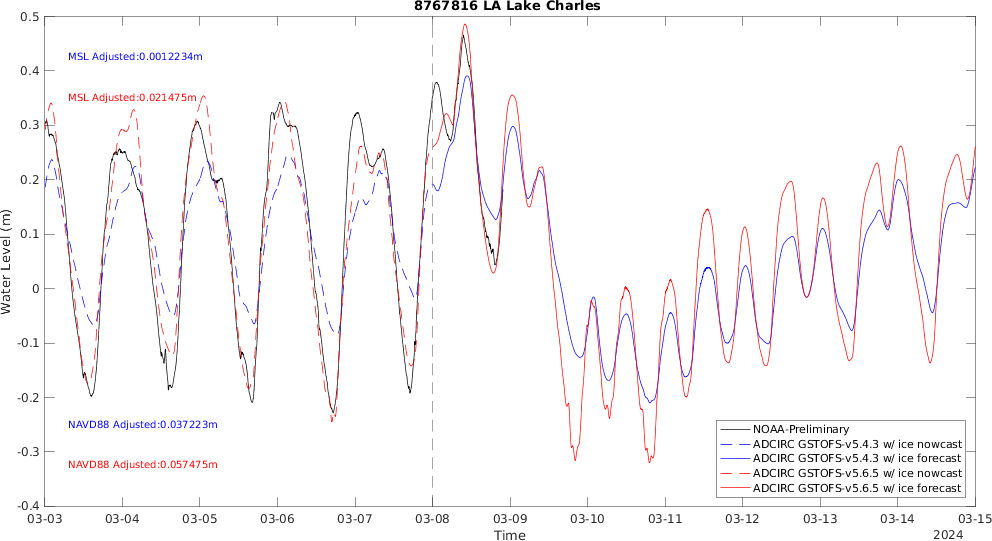 8767816 LA Lake Charles
0.5
MSL Adjusted:0.0012234m
0.4
MSL Adjusted:0.021475m
0.3
0.2
0.1
Water Level (m)
0
-0.1
-0.2
NAVD88 Adjusted:0.037223m
NOAA-Preliminary
ADCIRC GSTOFS-v5.4.3 w/ ice nowcast
-0.3
ADCIRC GSTOFS-v5.4.3 w/ ice forecast
NAVD88 Adjusted:0.057475m
ADCIRC GSTOFS-v5.6.5 w/ ice nowcast
ADCIRC GSTOFS-v5.6.5 w/ ice forecast
-0.4
03-03 03-04 03-05 03-06 03-07 03-08 03-09 03-10 03-11 03-12 03-13 03-14 03-15
Time
2024